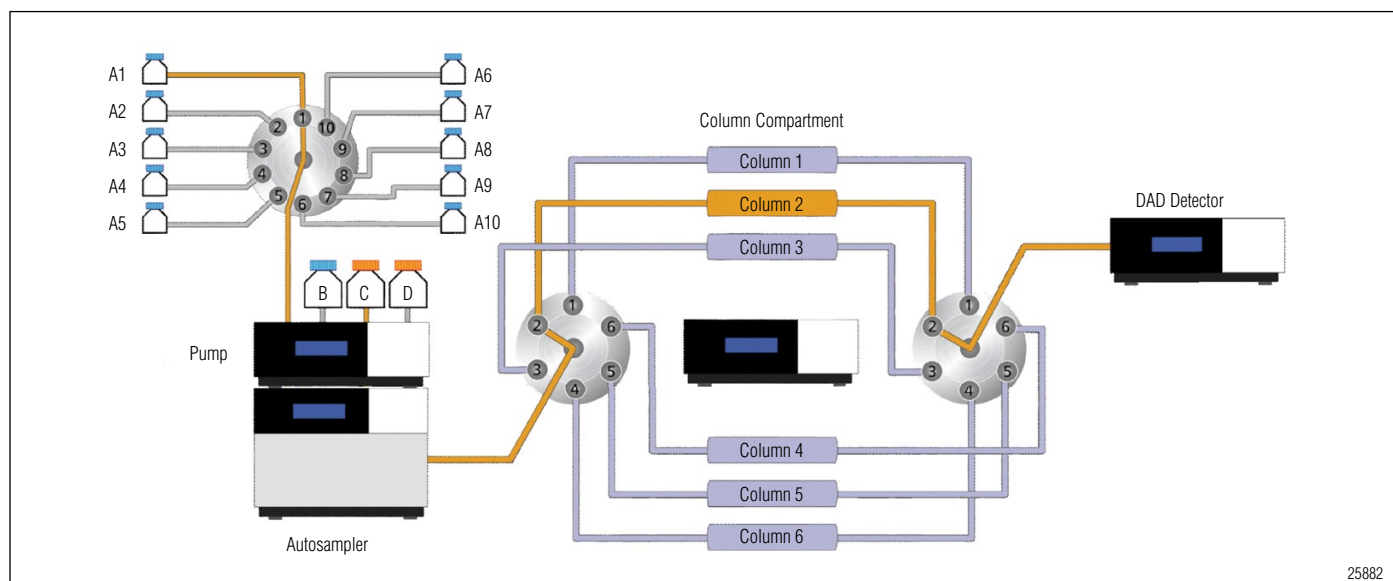 A1
A2
A3
A4
A5
1
2
3
4
5
6
7
8
9
10
A6
A7
A8
A9
A10
B
C
D
Pump
Autosampler
Column Compartment
Column 1
Column 2
Column 3
1
2
3
4
5
6
1
2
3
4
5
6
Column 4
Column 5
Column 6
DAD Detector
25882